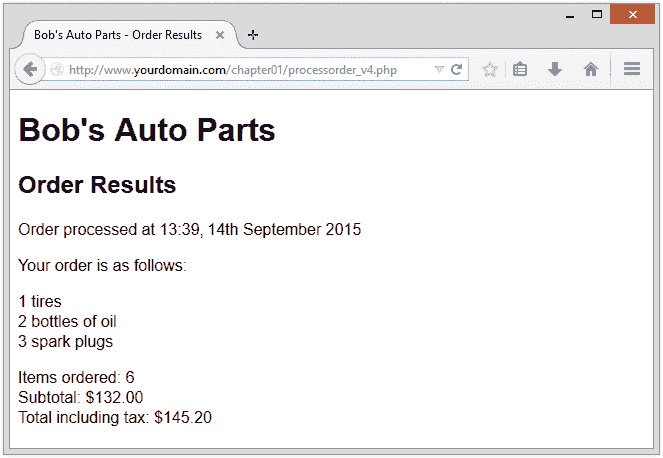 Bob's Auto Parts - Order Results
http://www.yourdomain.com/chapter01/processorder_v4.php
Bob's Auto Parts
Order Results
Order processed at 13:39, 14th September 2015
Your order is as follows:
1 tires
2 bottles of oil
3 spark plugs
Items ordered: 6
Subtotal: $132.00
Total including tax: $145.20